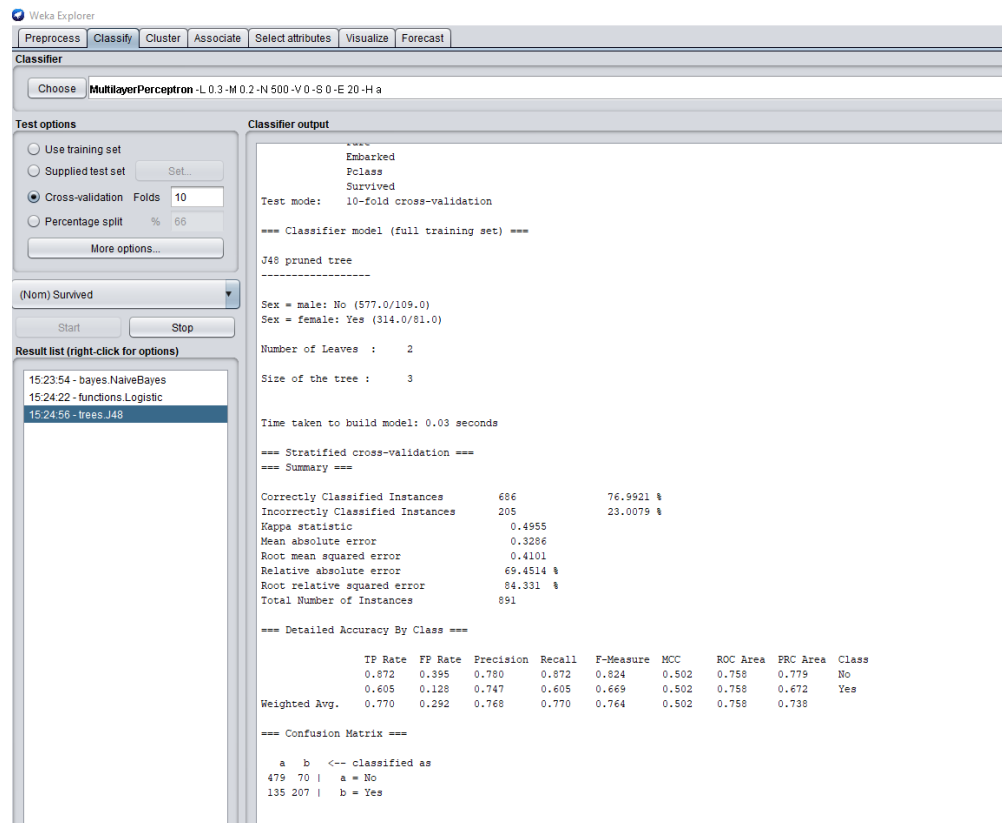 Weka Explorer
Preprocess Classify Cluster Associate Select attributes Visualize Forecast
Classifier
Choose MultilayerPerceptron -L 0.3 -M 0.2 -N 500 -V 0 -S 0 -E 20 -H a
Test options
Use training set
Supplied test set Set...
Cross-validation Folds 10
Percentage split % 66
More options...
(Nom) Survived
Start Stop
Result list (right-click for options)
15:23:54 - bayes.NaiveBayes
15:24:22 - functions.Logistic
15:24:56 - trees.J48
Classifier output
Embarked
Pclass
Survived
Test mode: 10-fold cross-validation
=== Classifier model (full training set) ===
J48 pruned tree
------------------
Sex = male: No (577.0/109.0)
Sex = female: Yes (314.0/81.0)
Number of Leaves : 2
Size of the tree : 3
Time taken to build model: 0.03 seconds
=== Stratified cross-validation ===
=== Summary ===
Correctly Classified Instances 686 76.9921 %
Incorrectly Classified Instances 205 23.0079 %
Kappa statistic 0.4955
Mean absolute error 0.3286
Root mean squared error 0.4101
Relative absolute error 69.4514 %
Root relative squared error 84.331 %
Total Number of Instances 891
=== Detailed Accuracy By Class ===
TP Rate FP Rate Precision Recall F-Measure MCC ROC Area PRC Area Class
0.872 0.395 0.780 0.872 0.824 0.502 0.758 0.779 No
0.605 0.128 0.747 0.605 0.669 0.502 0.758 0.672 Yes
Weighted Avg. 0.770 0.292 0.768 0.770 0.764 0.502 0.758 0.738
=== Confusion Matrix ===
a b <-- classified as
479 70 | a = No
135 207 | b = Yes